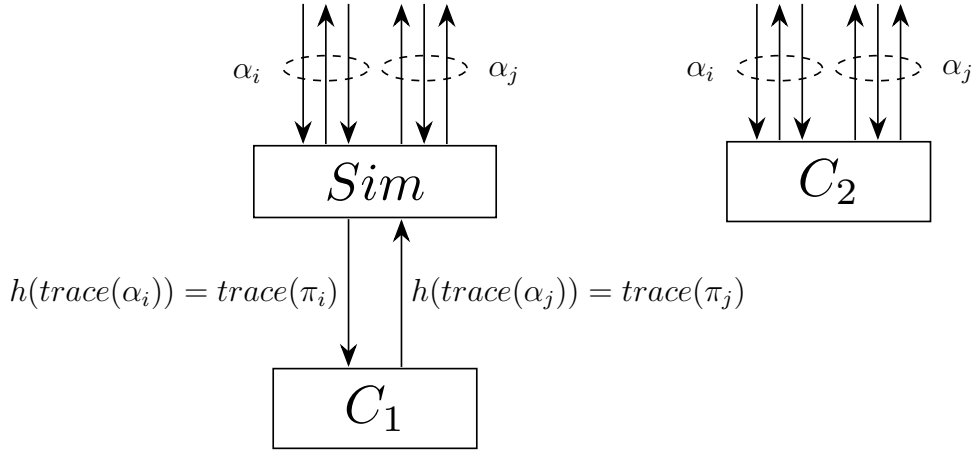 α_i α_j α_i α_j
Sim C_2
h(trace(α_i)) = trace(π_i) h(trace(α_j)) = trace(π_j)
C_1